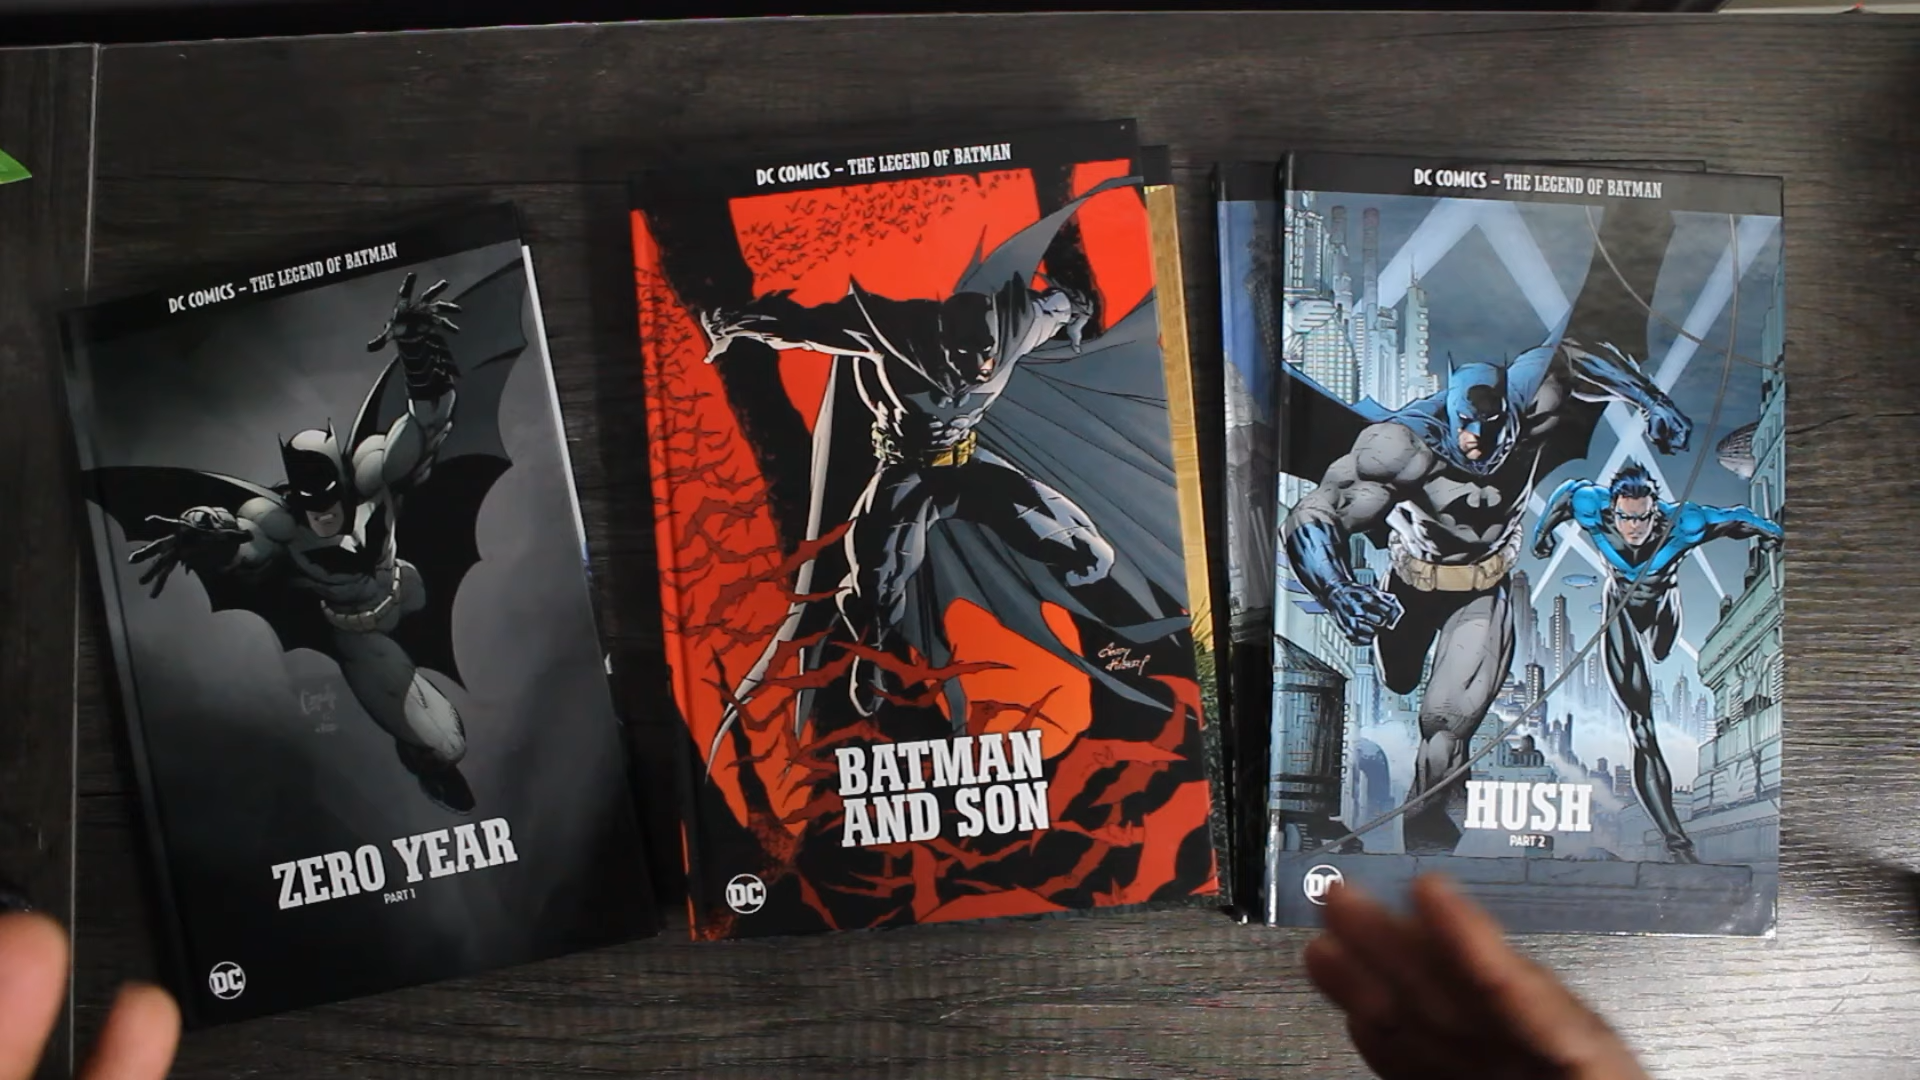 DC COMICS – THE LEGEND OF BATMAN
ZERO YEAR
PART 1
DC
DC COMICS – THE LEGEND OF BATMAN
BATMAN
AND SON
DC
DC COMICS – THE LEGEND OF BATMAN
HUSH
PART 2
DC